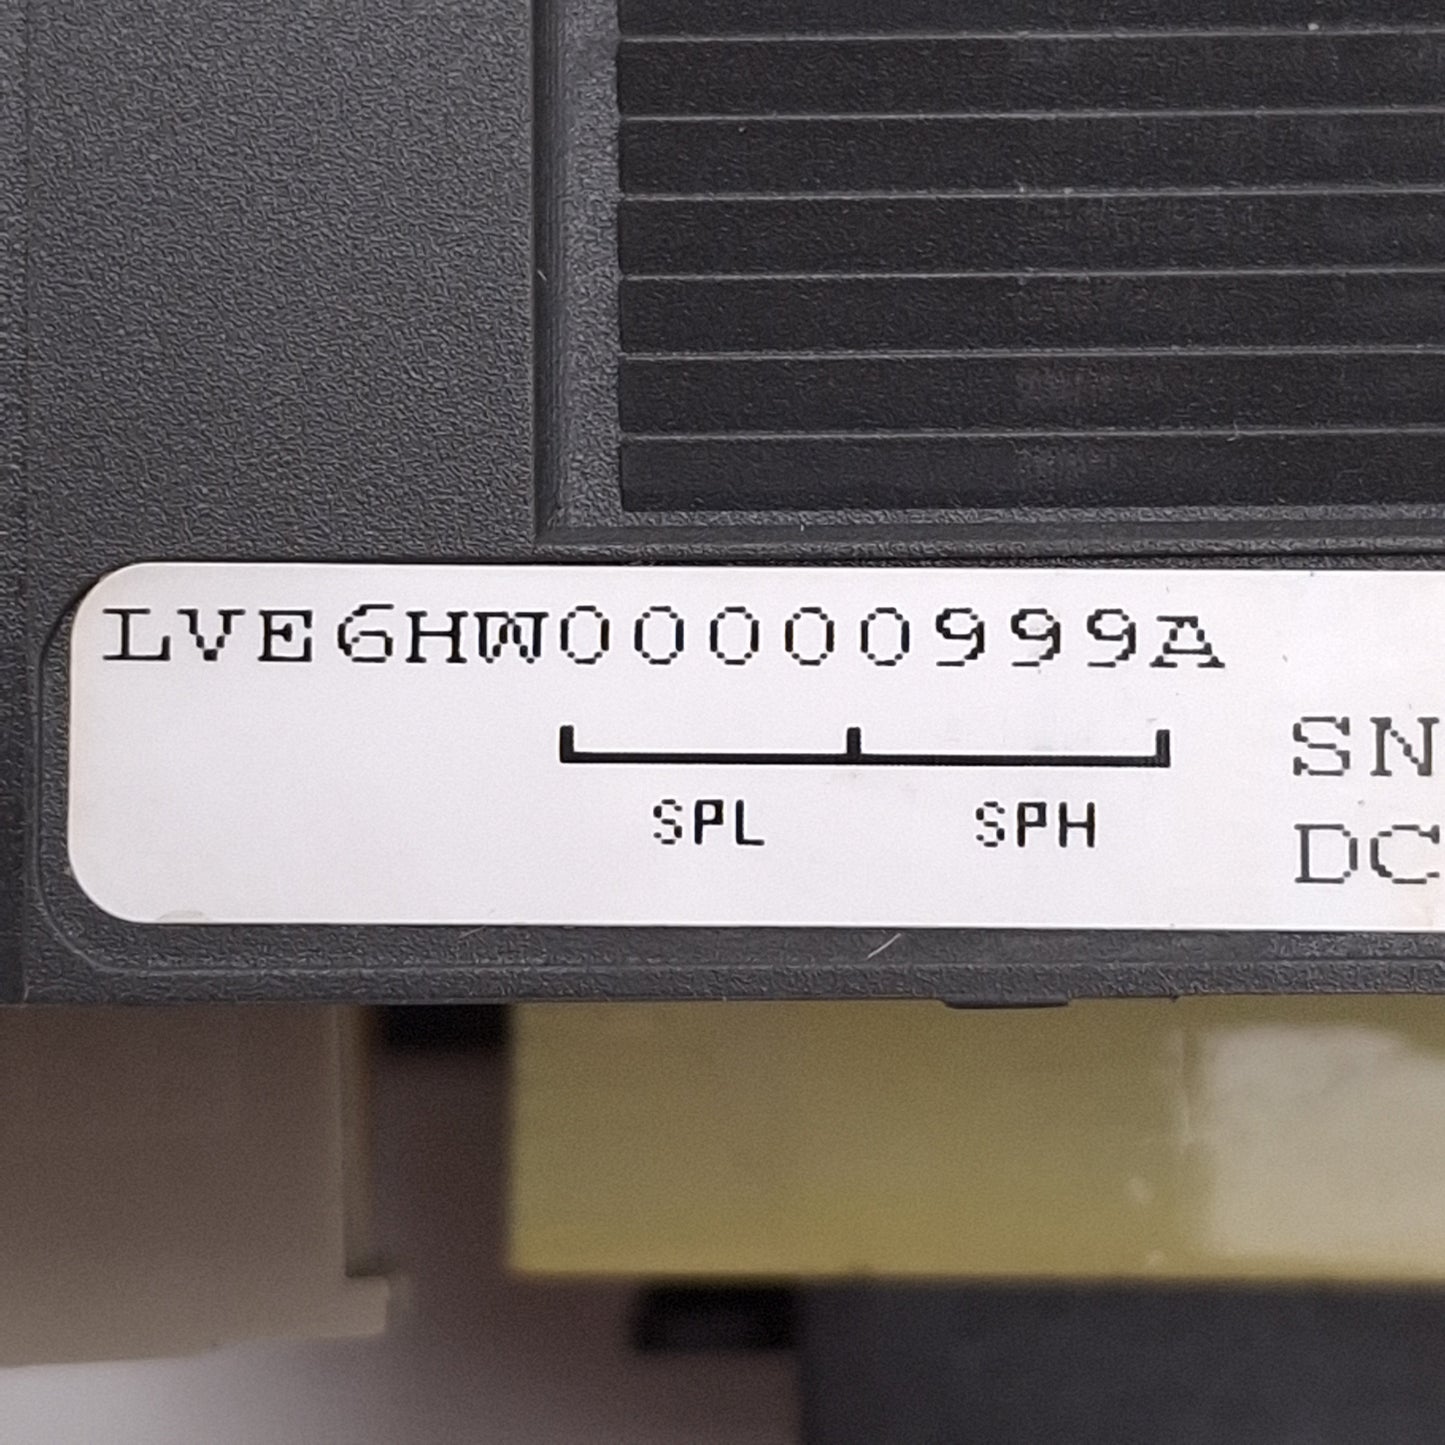 LVE6HW00000999A
SN
SPL SPH
DC